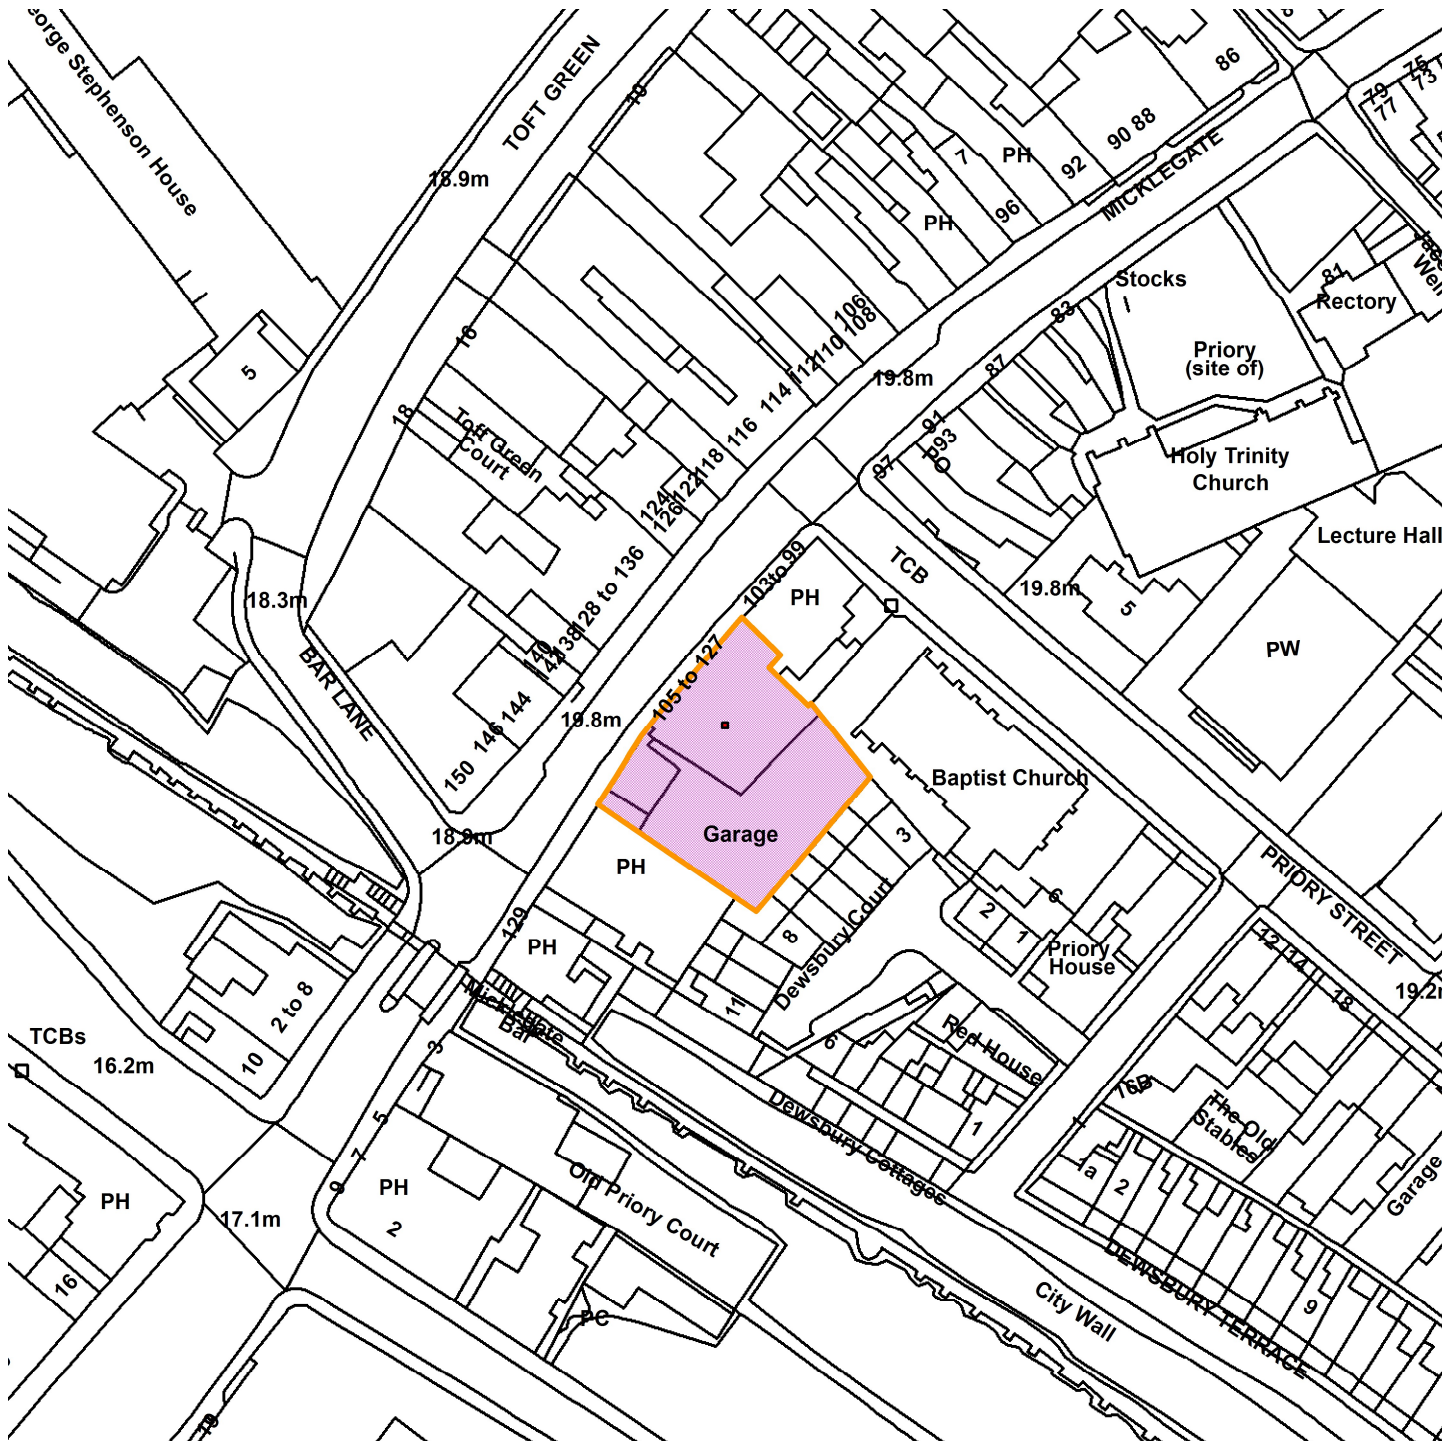 eorge Stephenson House
TOFT GREEN
18.9m
19
86
75
73
79
77
90 88
MICKLEGATE
7
PH
92
96
PH
Stocks
81
Rectory
Priory
(site of)
83
87
91
93
97
PO
106
108
110
112
114
116
118
122
124
126
128 to 136
138
140
142
144
146
150
19.8m
16
18
5
Toft Green
Court
Holy Trinity
Church
Lecture Hall
TCB
19.8m
5
PW
103 to 99
PH
18.3m
BAR LANE
105 to 127
19.8m
Garage
Baptist Church
18.9m
PH
3
129
PH
8
Dewsbury Court
11
2
1
6
Priory
House
PRIORY STREET
12
14
18
19.2m
Micklegate
Bar
2 to 8
10
TCBs
16.2m
3
5
7
9
6
Red House
1
Dewsbury Cottages
TCB
The Old
Stables
1
1a
2
Garage
PH
2
Old Priory Court
PH
17.1m
16
PC
City Wall
DEWSBURY TERRACE
9